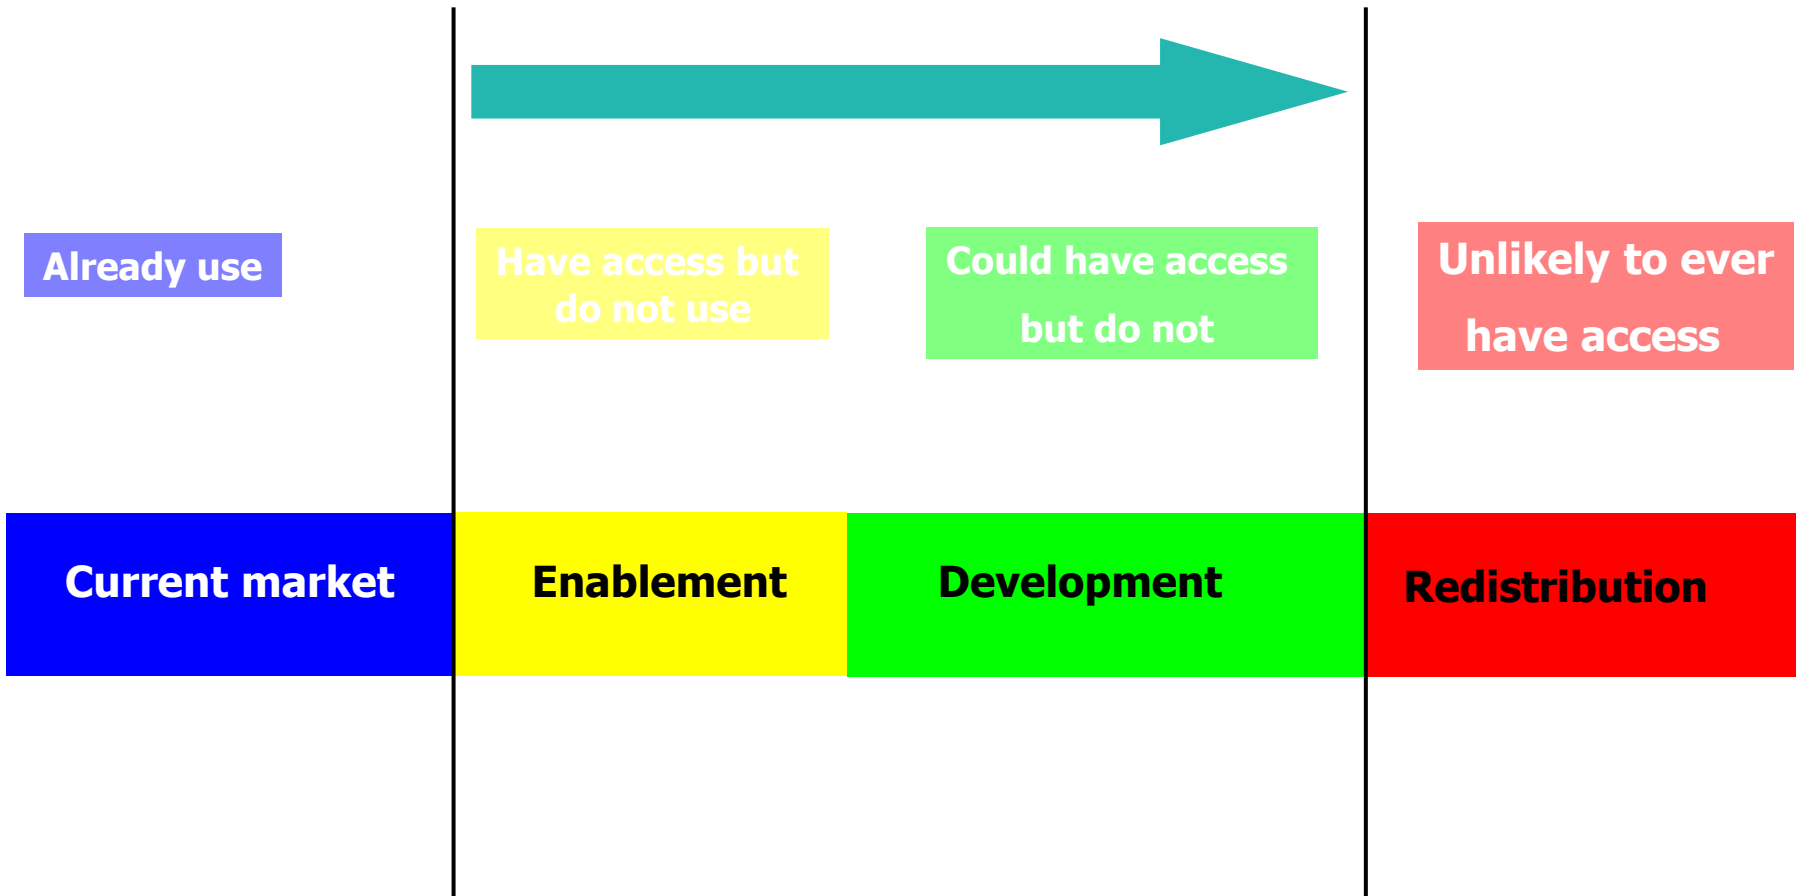 Already use
Have access but
do not use
Could have access
but do not
Unlikely to ever
have access
Current market
Enablement
Development
Redistribution